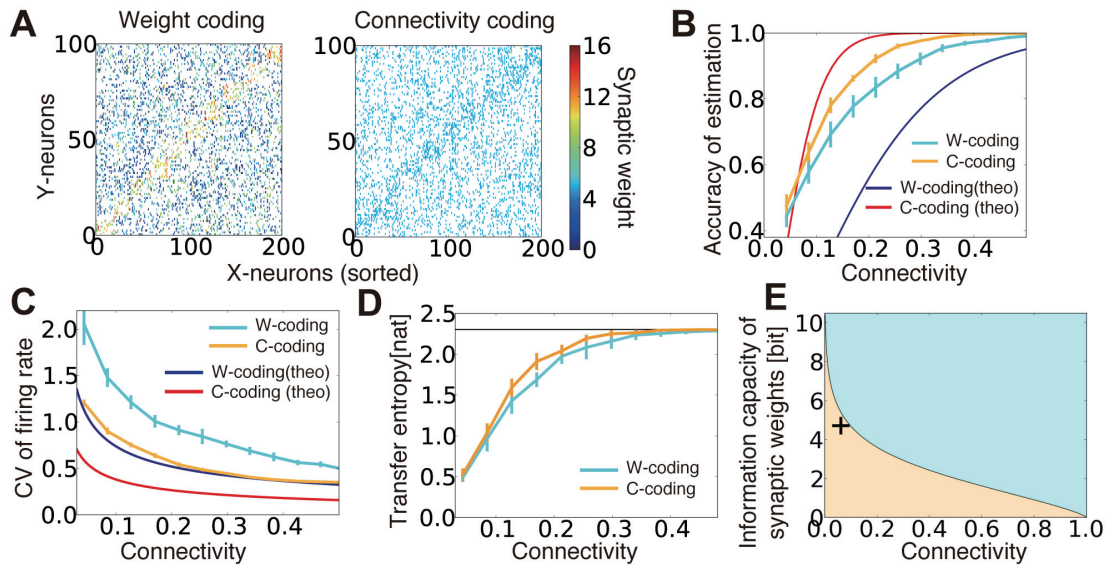 A
Weight coding
Connectivity coding
100
50
0
Y-neurons
0
100
200
100
50
0
0
100
200
X-neurons (sorted)
16
12
8
4
0
Synaptic weight
B
1.0
0.8
0.6
0.4
Accuracy of estimation
W-coding
C-coding
W-coding(theo)
C-coding (theo)
0.0
0.1
0.2
0.3
0.4
Connectivity
C
2.0
1.5
1.0
0.5
0.0
CV of firing rate
W-coding
C-coding
W-coding(theo)
C-coding (theo)
0.1
0.2
0.3
0.4
Connectivity
D
2.5
2.0
1.5
1.0
0.5
0.0
Transfer entropy[nat]
W-coding
C-coding
0.1
0.2
0.3
0.4
Connectivity
E
10
8
6
4
2
0
Information capacity of
synaptic weights [bit]
0.0
0.2
0.4
0.6
0.8
1.0
Connectivity